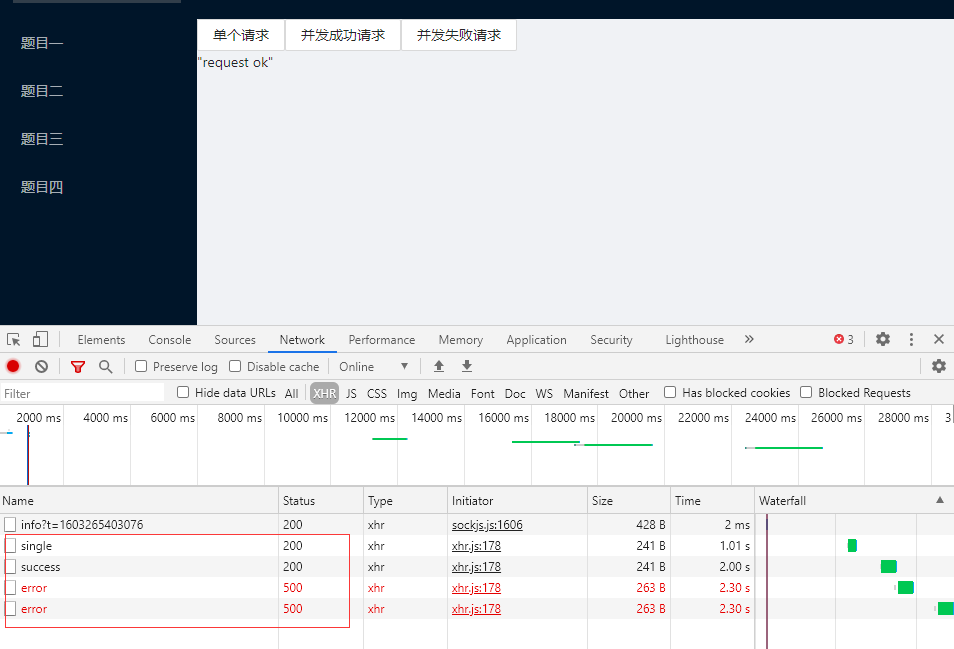 单个请求 并发成功请求 并发失败请求
"request ok"
题目一
题目二
题目三
题目四
Elements Console Sources Network Performance Memory Application Security Lighthouse » 3
Preserve log Disable cache Online ▼
Filter Hide data URLs All XHR JS CSS Img Media Font Doc WS Manifest Other Has blocked cookies Blocked Requests
2000 ms 4000 ms 6000 ms 8000 ms 10000 ms 12000 ms 14000 ms 16000 ms 18000 ms 20000 ms 22000 ms 24000 ms 26000 ms 28000 ms 3
Name Status Type Initiator Size Time Waterfall ▲
info?t=1603265403076 200 xhr sockjs.js:1606 428 B 2 ms
single 200 xhr xhr.js:178 241 B 1.01 s
success 200 xhr xhr.js:178 241 B 2.00 s
error 500 xhr xhr.js:178 263 B 2.30 s
error 500 xhr xhr.js:178 263 B 2.30 s